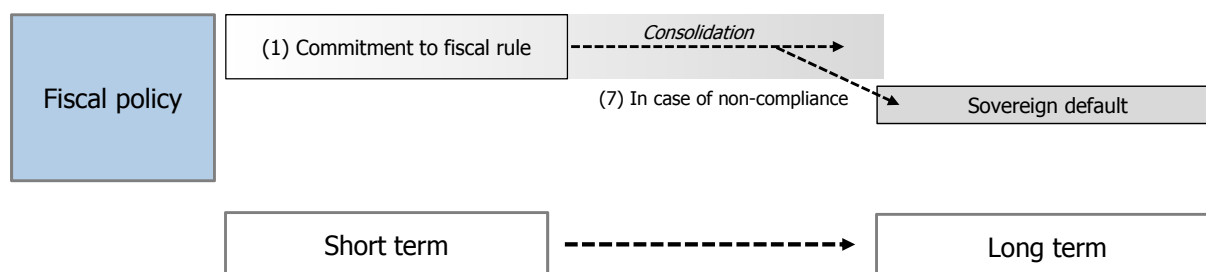 Fiscal policy
(1) Commitment to fiscal rule
Consolidation
(7) In case of non-compliance
Sovereign default
Short term
Long term